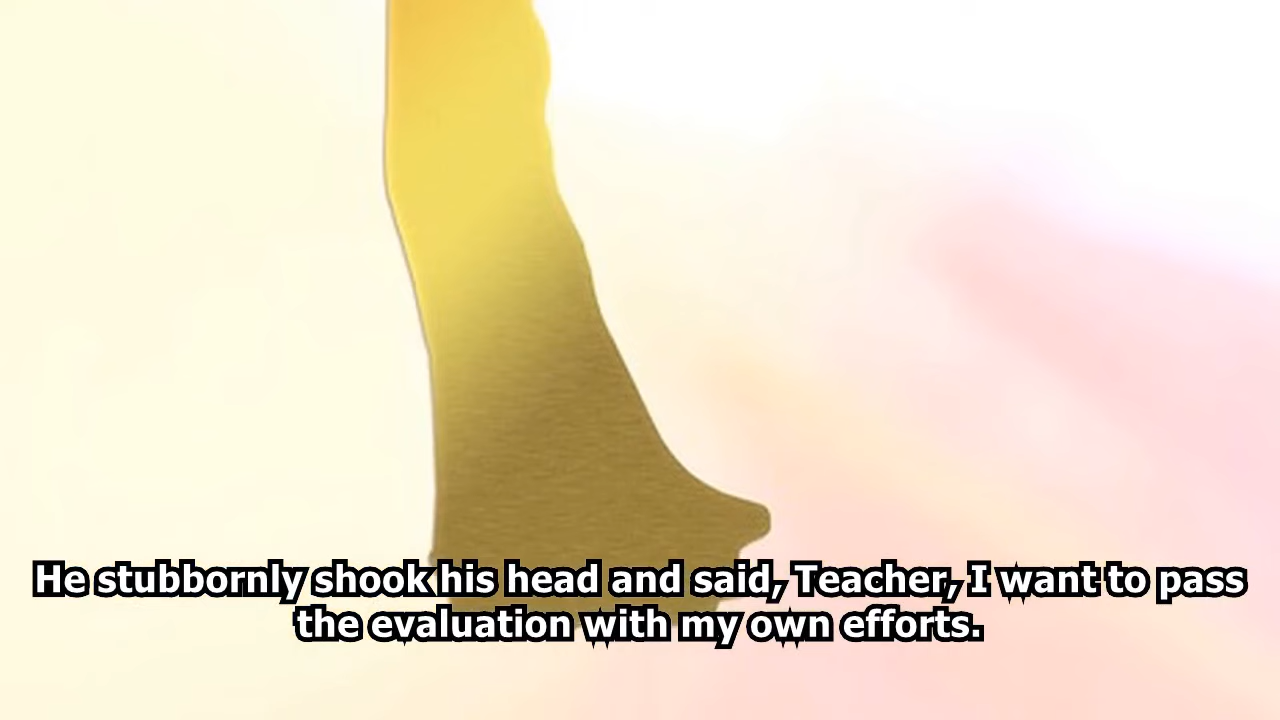 He stubbornly shook his head and said, Teacher, I want to pass
the evaluation with my own efforts.